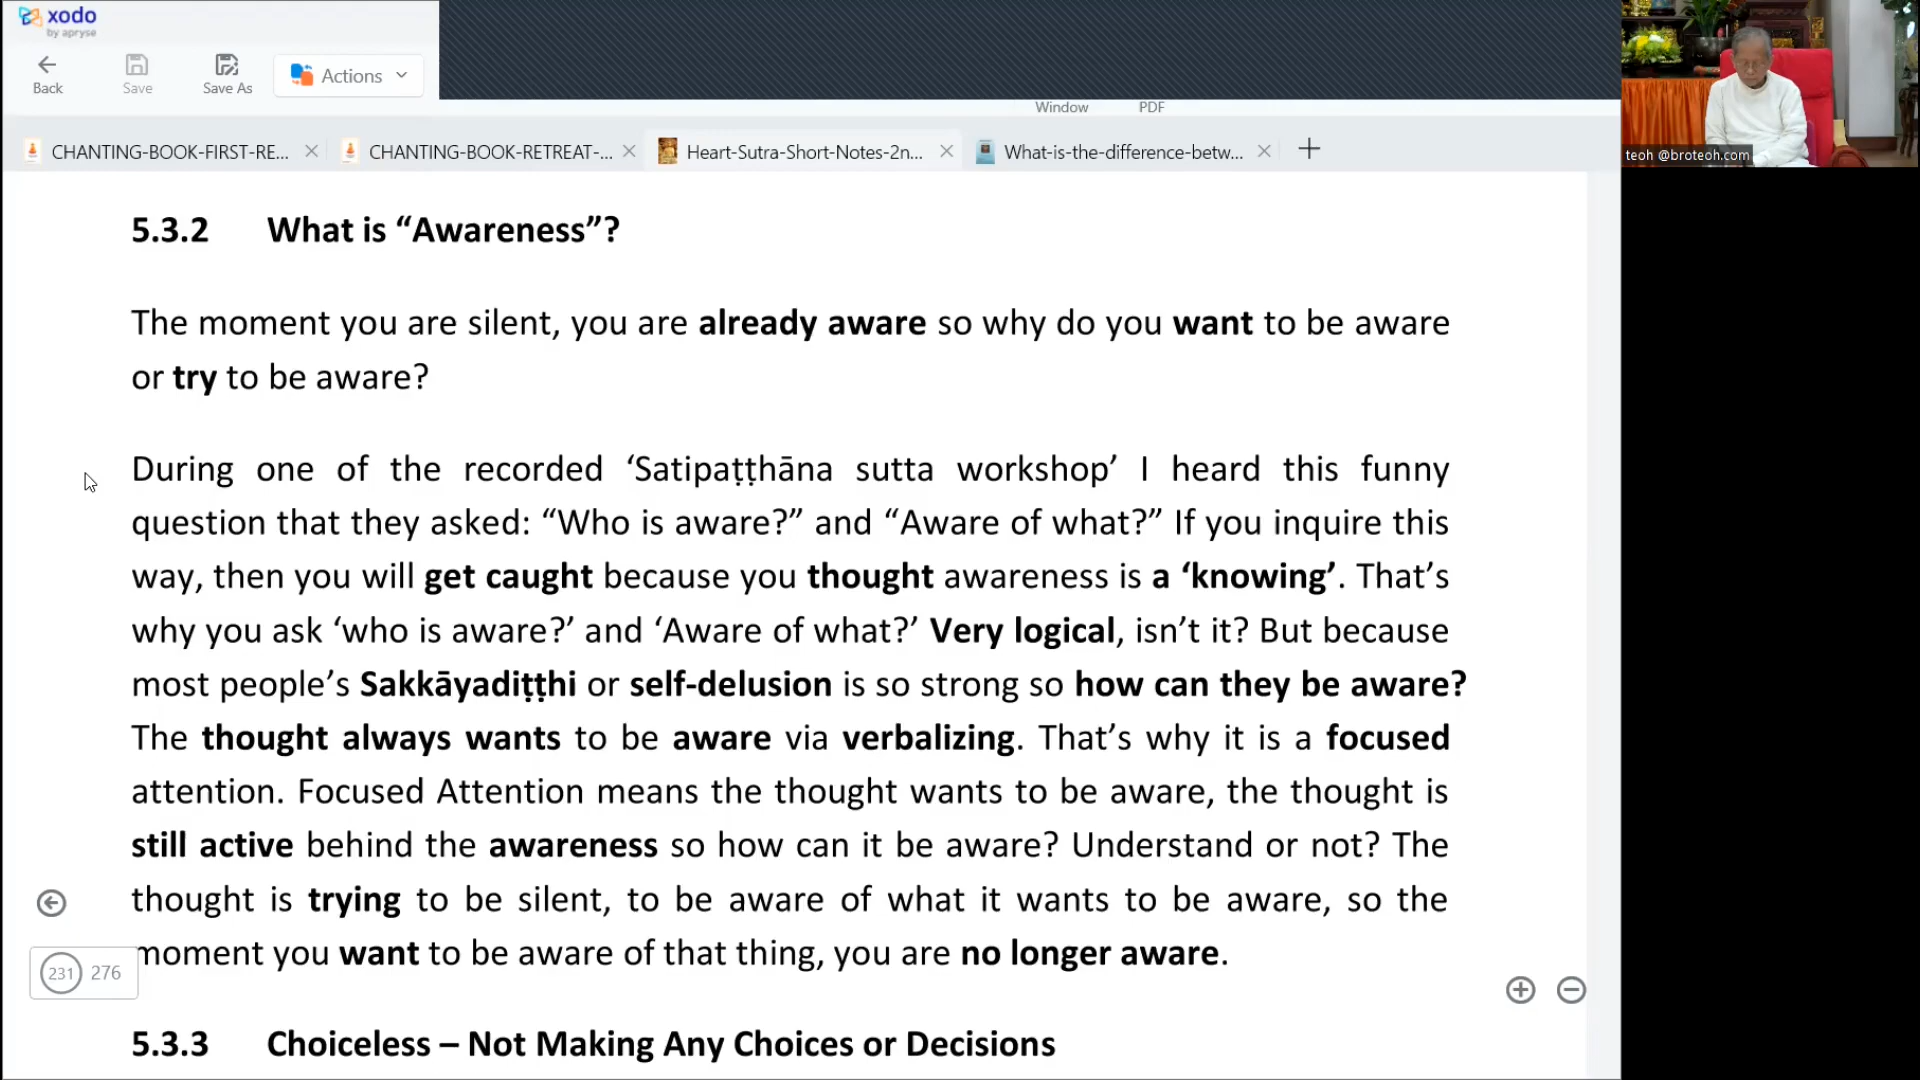 xodo
by apryse
Back
Save
Save As
Actions
Window
PDF
CHANTING-BOOK-FIRST-RE...
CHANTING-BOOK-RETREAT-...
Heart-Sutra-Short-Notes-2n...
What-is-the-difference-betw...
teoh @broteoh.com
5.3.2 What is “Awareness”?
The moment you are silent, you are already aware so why do you want to be aware
or try to be aware?
During one of the recorded ‘Satipaṭṭhāna sutta workshop’ I heard this funny
question that they asked: “Who is aware?” and “Aware of what?” If you inquire this
way, then you will get caught because you thought awareness is a ‘knowing’. That’s
why you ask ‘who is aware?’ and ‘Aware of what?’ Very logical, isn’t it? But because
most people’s Sakkāyadiṭṭhi or self-delusion is so strong so how can they be aware?
The thought always wants to be aware via verbalizing. That’s why it is a focused
attention. Focused Attention means the thought wants to be aware, the thought is
still active behind the awareness so how can it be aware? Understand or not? The
thought is trying to be silent, to be aware of what it wants to be aware, so the
moment you want to be aware of that thing, you are no longer aware.
231 276
5.3.3 Choiceless – Not Making Any Choices or Decisions